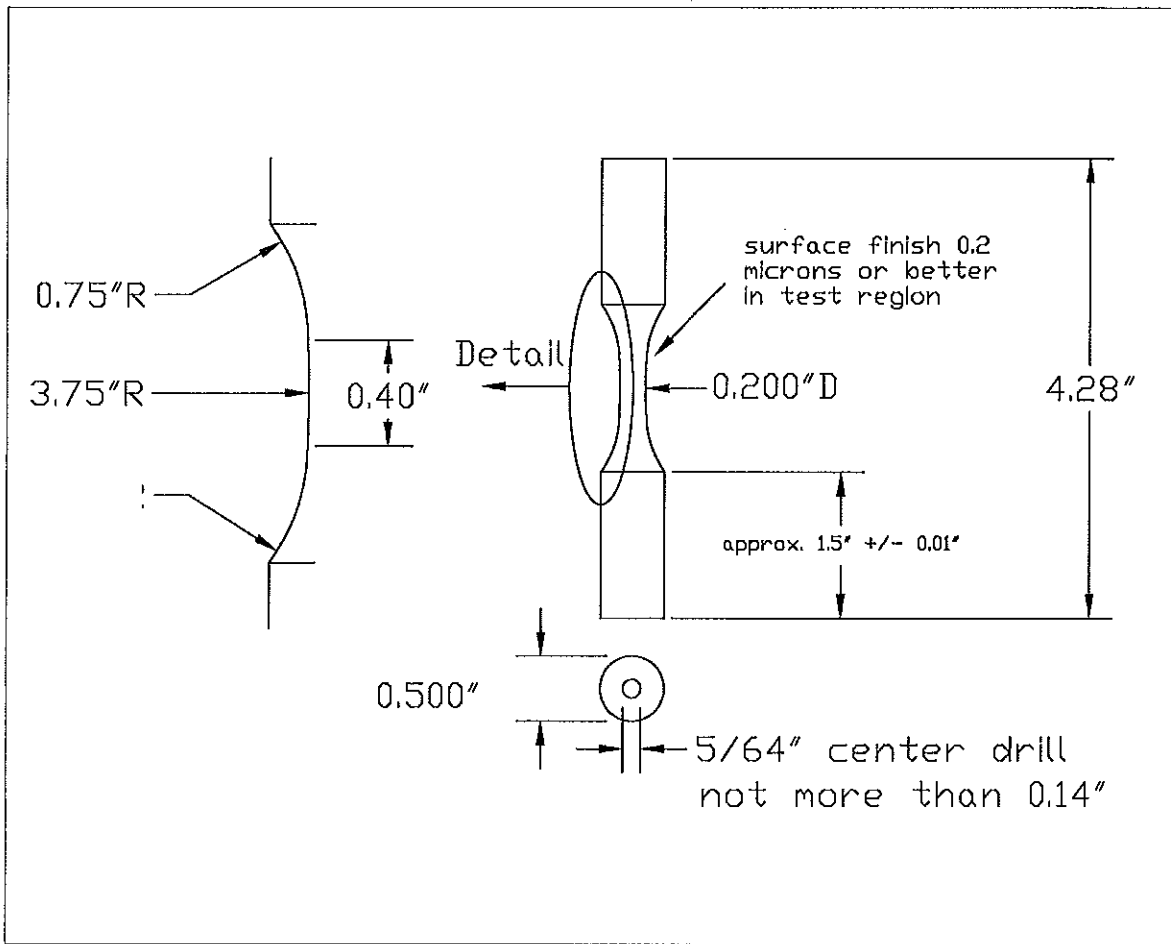 surface finish 0.2
microns or better
in test region
0.75"R
Detail
3.75"R
0.40"
0.200"D
4.28"
approx. 1.5" +/- 0.01"
0.500"
5/64" center drill
not more than 0.14"